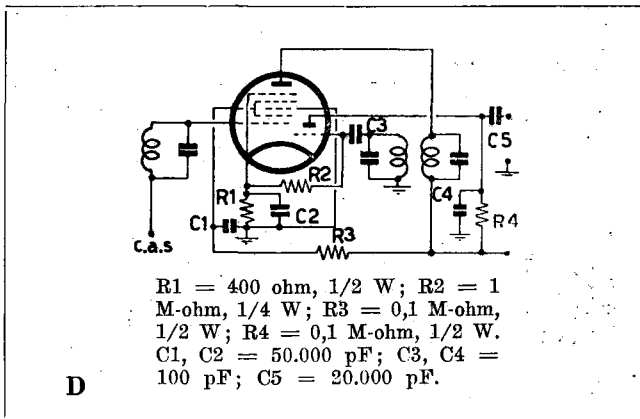 C3
C5
R2
R1
C2
C4
R4
C1
R3
c.a.s
R1 = 400 ohm, 1/2 W; R2 = 1
M-ohm, 1/4 W; R3 = 0,1 M-ohm,
1/2 W; R4 = 0,1 M-ohm, 1/2 W.
C1, C2 = 50.000 pF; C3, C4 =
100 pF; C5 = 20.000 pF.
D